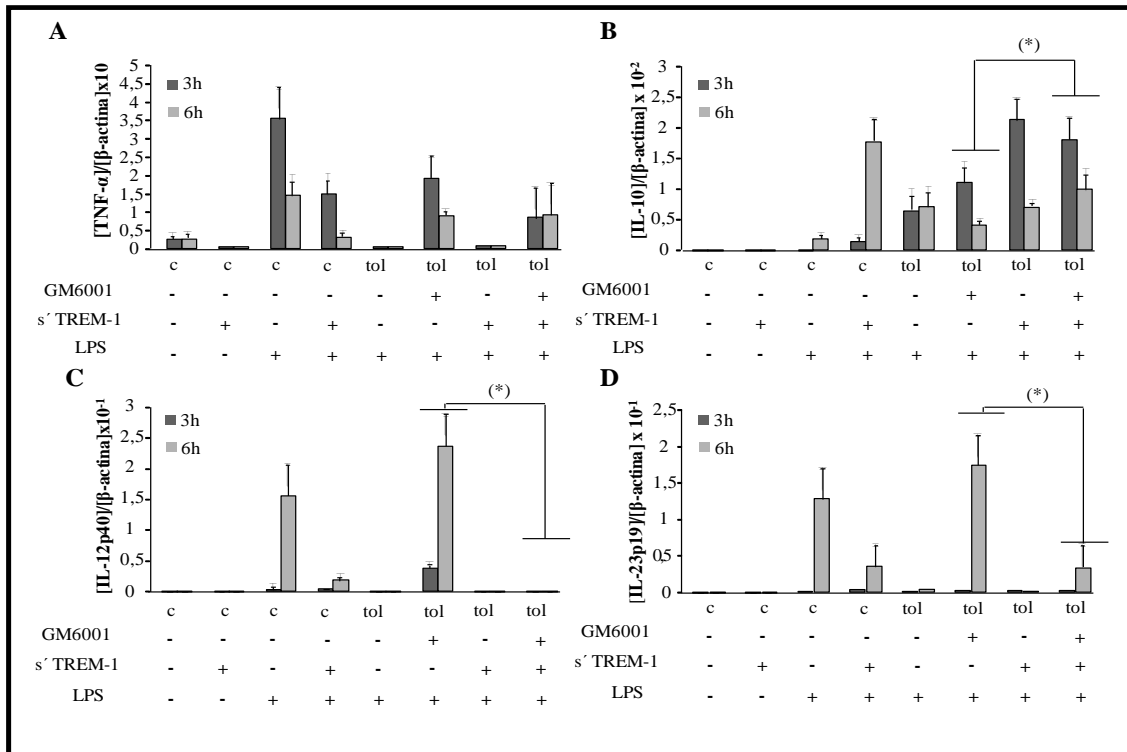 A
[TNF-α]/[β-actina]x10
4,5
5
4
3,5
3
2,5
2
1,5
1
0,5
0
3h
6h
c c c c tol tol tol tol
GM6001 - - - - - + - +
s´ TREM-1 - + - + - - + +
LPS - - + + + + + +
B
(*)
[IL-10]/[β-actina] x 10-2
3
2,5
2
1,5
1
0,5
0
3h
6h
c c c c tol tol tol tol
- - - - - + - +
- + - + - - + +
- - + + + + + +
C
(*)
[IL-12p40]/[β-actina]x10-1
3
2,5
2
1,5
1
0,5
0
3h
6h
c c c c tol tol tol tol
GM6001 - - - - - + - +
s´ TREM-1 - + - + - - + +
LPS - - + + + + + +
D
(*)
[IL-23p19]/[β-actina] x 10-1
2,5
2
1,5
1
0,5
0
3h
6h
c c c c tol tol tol tol
GM6001 - - - - - + - +
s´ TREM-1 - + - + - - + +
LPS - - + + + + + +